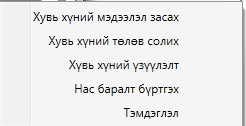 Хувь хүний мэдээлэл засах
Хувь хүний төлөв солих
Хувь хүний үзүүлэлт
Нас баралт бүртгэх
Тэмдэглэл